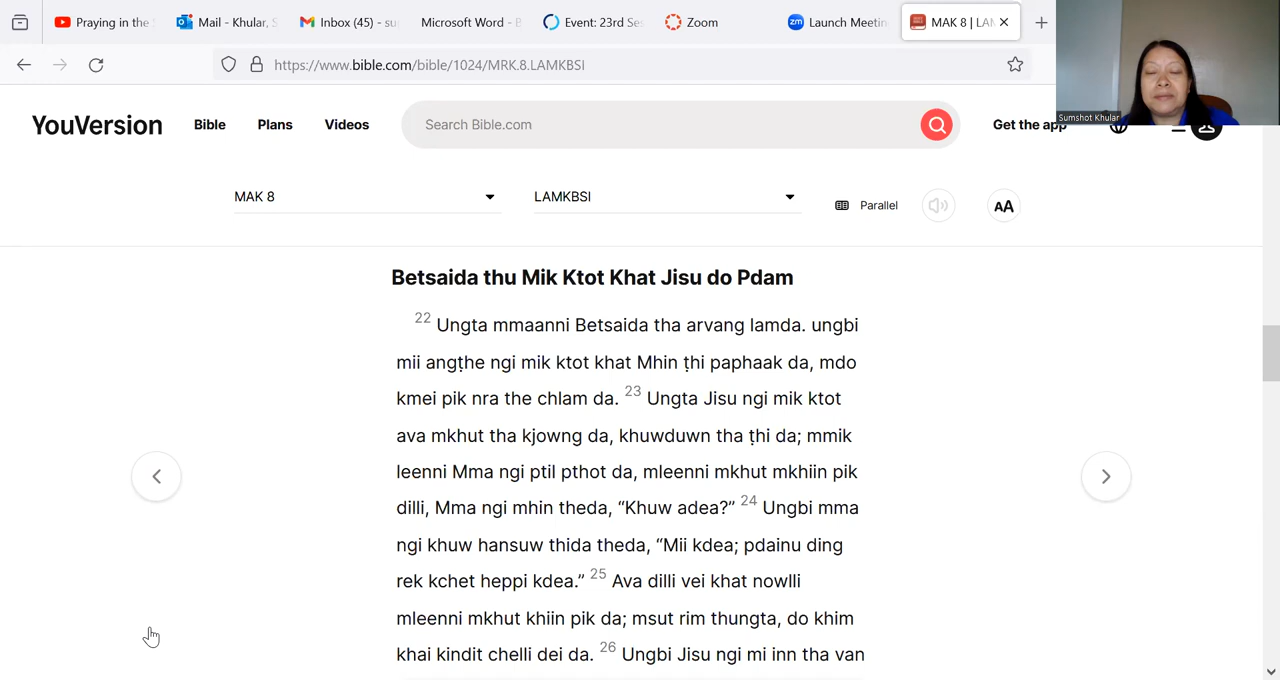 Praying in the
Mail - Khular, S
Inbox (45) - su
Microsoft Word - B
Event: 23rd Se
Zoom
Launch Meetin
MAK 8 | LAM
https://www.bible.com/bible/1024/MRK.8.LAMKBSI
Sumshot Khular
YouVersion
Bible
Plans
Videos
Search Bible.com
Get the app
MAK 8
LAMKBSI
Parallel
AA
Betsaida thu Mik Ktot Khat Jisu do Pdam
22 Ungta mmaanni Betsaida tha arvang lamda. ungbi
mii angṭhe ngi mik ktot khat Mhin ṭhi paphaak da, mdo
kmei pik nra the chlam da. 23 Ungta Jisu ngi mik ktot
ava mkhut tha kjowng da, khuwduwn tha ṭhi da; mmik
leenni Mma ngi ptil pthot da, mleenni mkhut mkhiin pik
dilli, Mma ngi mhin theda, “Khuw adea?” 24 Ungbi mma
ngi khuw hansuw thida theda, “Mii kdea; pdainu ding
rek kchet heppi kdea.” 25 Ava dilli vei khat nowlli
mleenni mkhut khiin pik da; msut rim thungta, do khim
khai kindit chelli dei da. 26 Ungbi Jisu ngi mi inn tha van